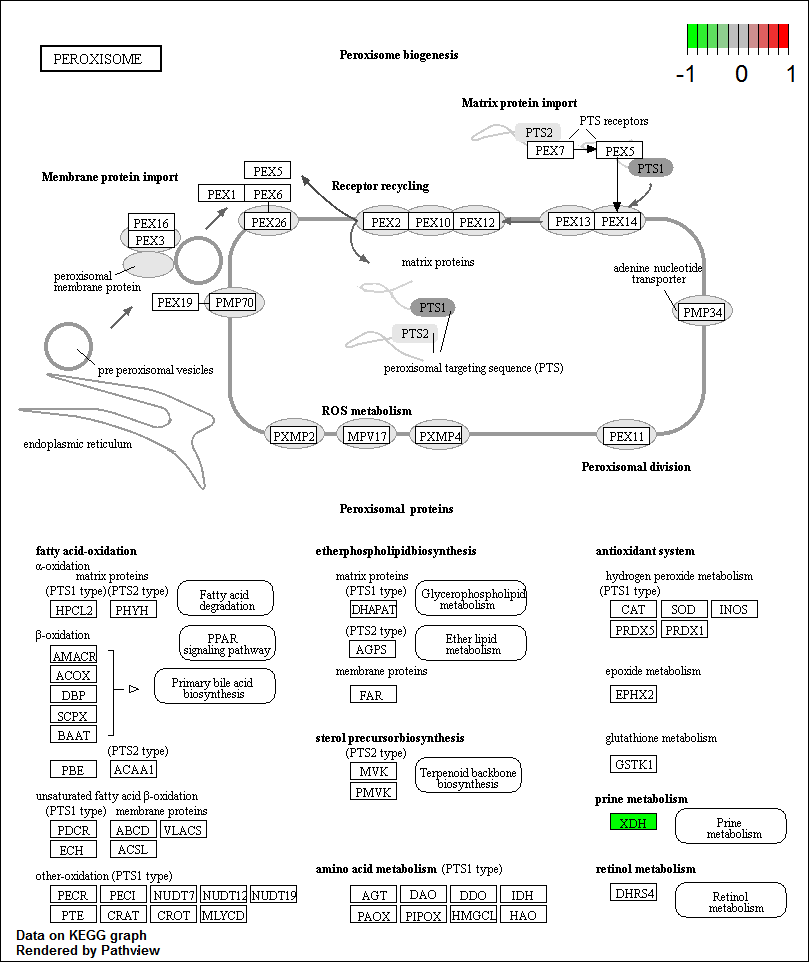 PEROXISOME
Peroxisome biogenesis
-1 0 1
Matrix protein import
PTS2
PTS receptors
PEX7
PEX5
PTS1
Membrane protein import
PEX5
PEX1
PEX6
Receptor recycling
PEX16
PEX3
PEX26
PEX2
PEX10
PEX12
PEX13
PEX14
matrix proteins
peroxisomal
membrane protein
adenine nucleotide
transporter
PEX19
PMP70
PTS1
PMP34
PTS2
pre peroxisomal vesicles
peroxisomal targeting sequence (PTS)
ROS metabolism
endoplasmic reticulum
PXMP2
MPV17
PXMP4
PEX11
Peroxisomal division
Peroxisomal proteins
fatty acid-oxidation
α-oxidation
matrix proteins
(PTS1 type) (PTS2 type)
HPCL2
PHYH
Fatty acid
degradation
β-oxidation
PPAR
signaling pathway
AMACR
ACOX
DBP
SCPX
BAAT
Primary bile acid
biosynthesis
(PTS2 type)
PBE
ACAA1
unsaturated fatty acid β-oxidation
(PTS1 type) membrane proteins
PDCR
ABCD
VLACS
ECH
ACSL
other-oxidation (PTS1 type)
PECR
PECI
NUDT7
NUDT12
NUDT19
PTE
CRAT
CROT
MLYCD
etherphospholipidbiosynthesis
matrix proteins
(PTS1 type)
DHAPAT
Glycerophospholipid
metabolism
(PTS2 type)
AGPS
Ether lipid
metabolism
membrane proteins
FAR
sterol precursorbiosynthesis
(PTS2 type)
MVK
PMVK
Terpenoid backbone
biosynthesis
amino acid metabolism (PTS1 type)
AGT
DAO
DDO
IDH
PAOX
PIPOX
HMGCL
HAO
antioxidant system
hydrogen peroxide metabolism
(PTS1 type)
CAT
SOD
INOS
PRDX5
PRDX1
epoxide metabolism
EPHX2
glutathione metabolism
GSTK1
prine metabolism
XDH
Prine
metabolism
retinol metabolism
DHRS4
Retinol
metabolism
Data on KEGG graph
Rendered by Pathview